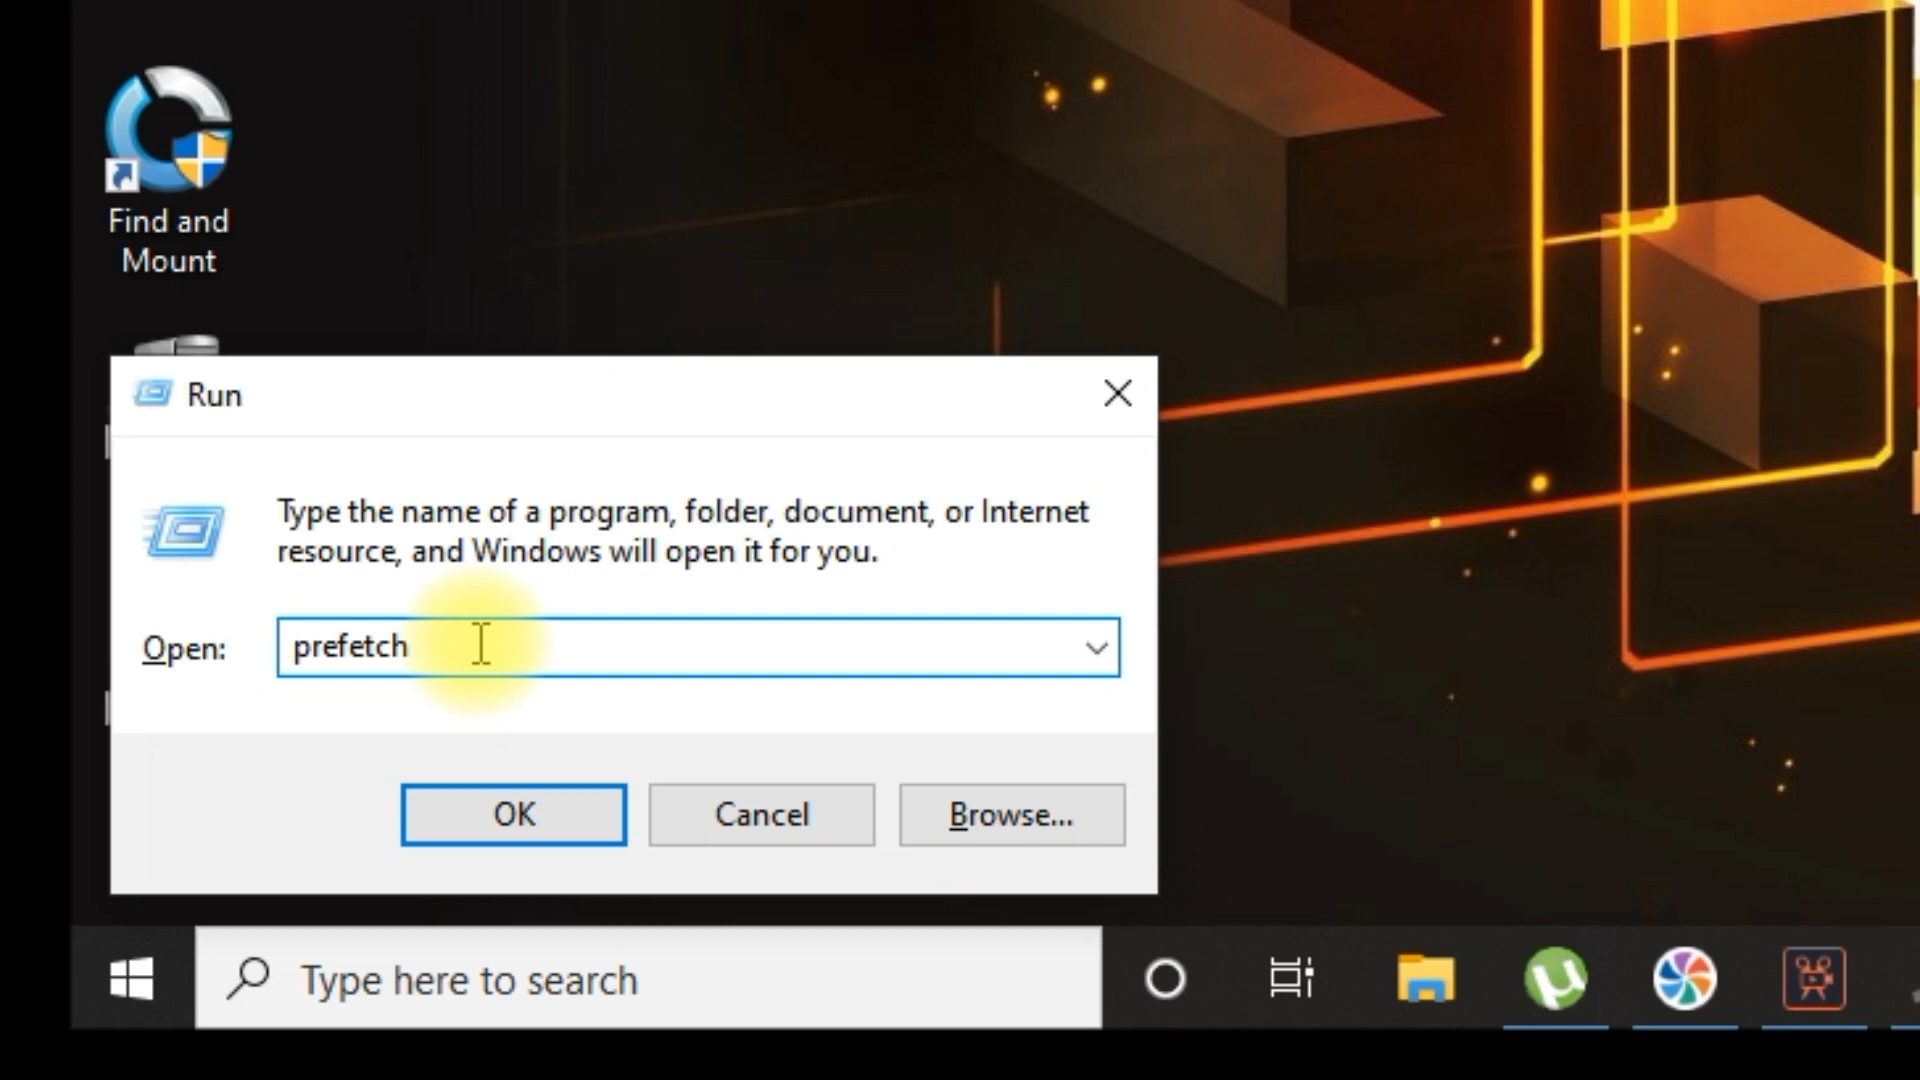 Find and
Mount
Run
Type the name of a program, folder, document, or Internet
resource, and Windows will open it for you.
Open:
prefetch
OK
Cancel
Browse...
Type here to search